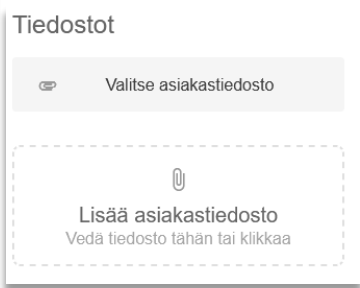 Tiedostot
Valitse asiakastiedosto
Lisää asiakastiedosto
Vedä tiedosto tähän tai klikkaa